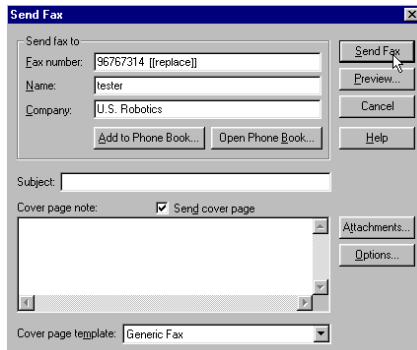 Send Fax
Send fax to
Fax number: 96767314 [[replace]]
Send Fax
Name: tester
Preview...
Company: U.S. Robotics
Cancel
Add to Phone Book... Open Phone Book...
Help
Subject:
Cover page note: Send cover page
Attachments...
Options...
Cover page template: Generic Fax